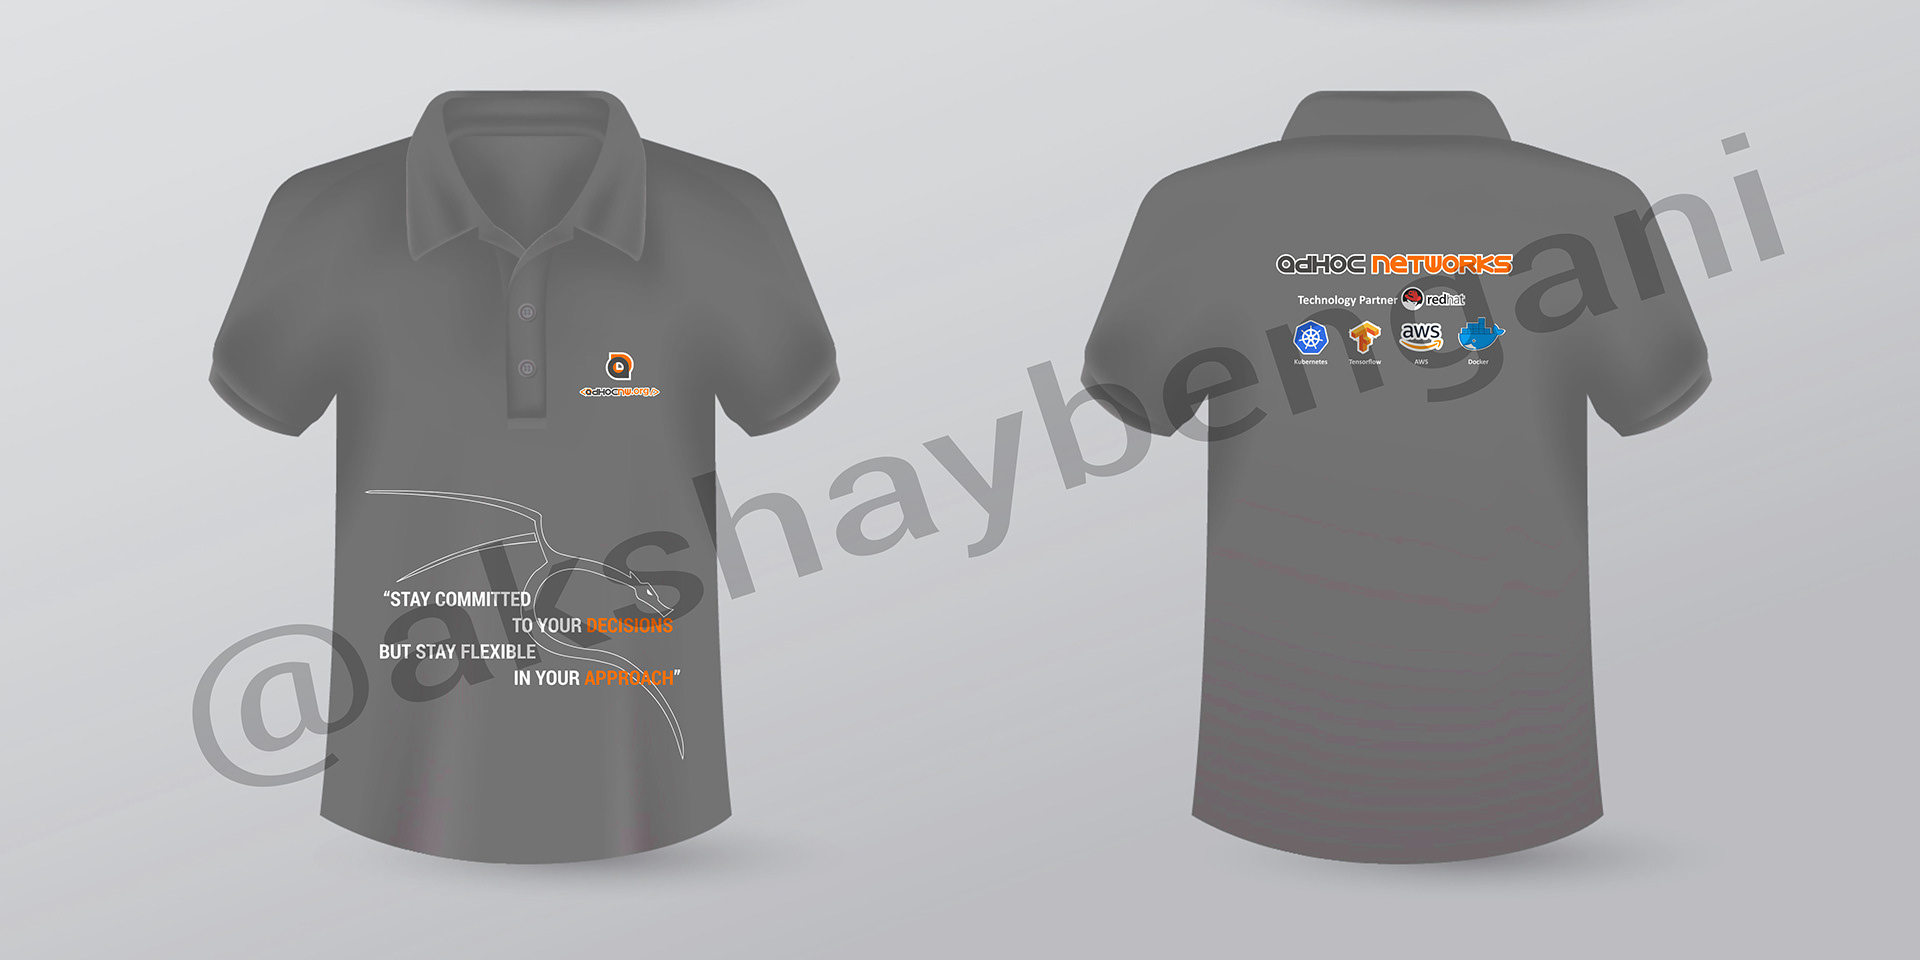 <adHOCnw.org/>
“STAY COMMITTED
TO YOUR DECISIONS
BUT STAY FLEXIBLE
IN YOUR APPROACH”
adHOC NETWORKS
Technology Partner redhat
aws
Kubernetes Tensorflow AWS Docker
@akshaybengani